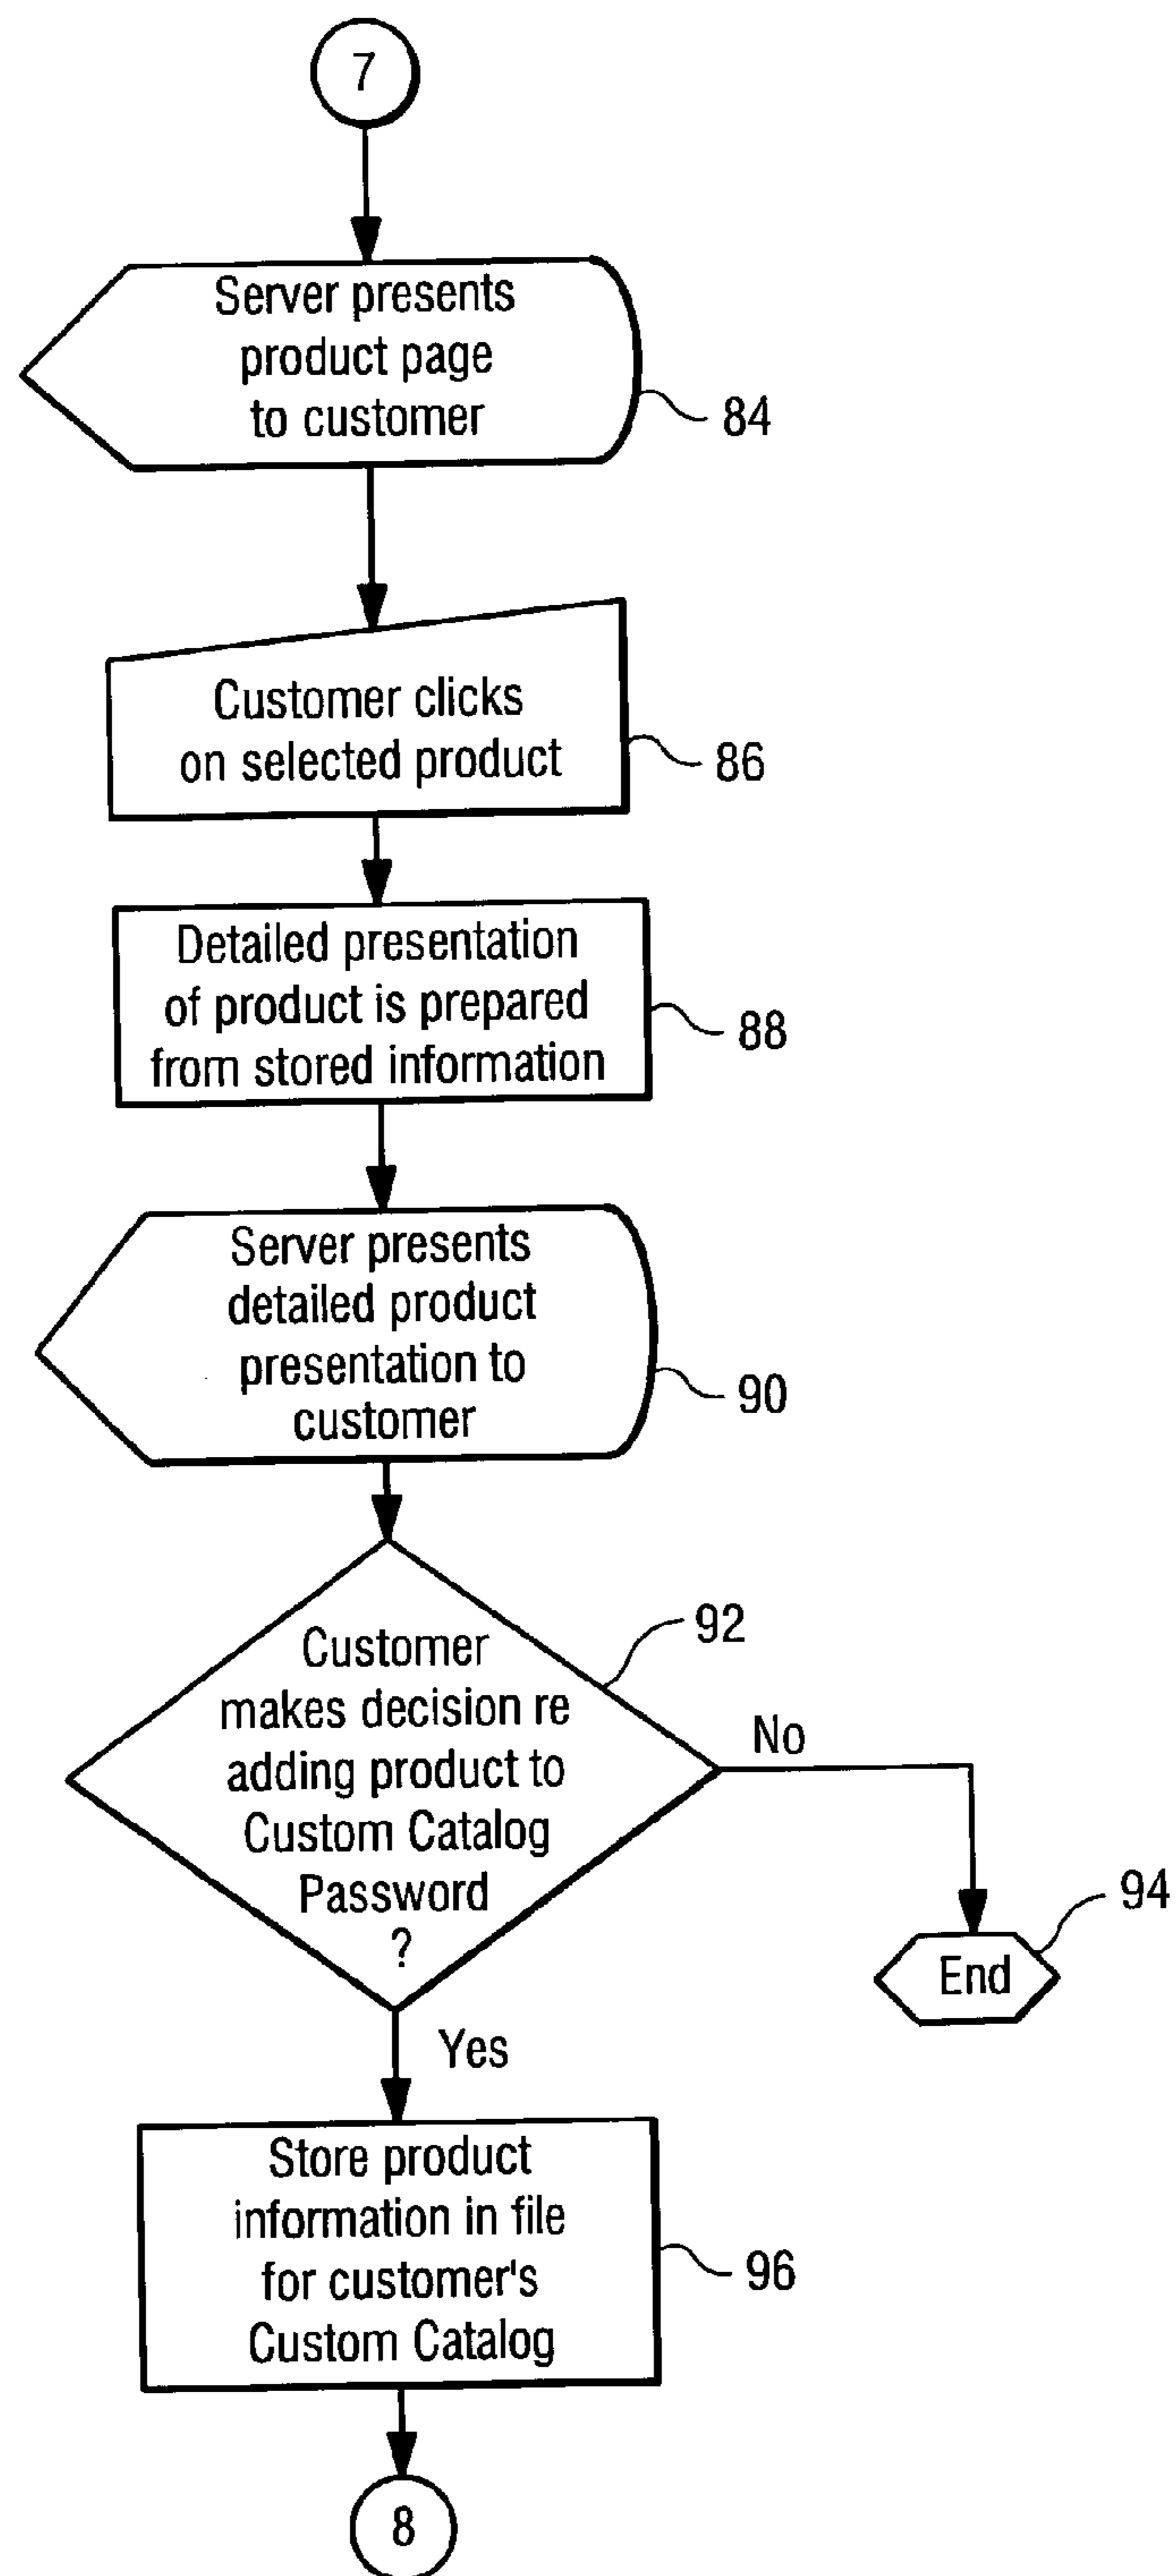 7
Server presents
product page
to customer
84
Customer clicks
on selected product
86
Detailed presentation
of product is prepared
from stored information
88
Server presents
detailed product
presentation to
customer
90
Customer
makes decision re
adding product to
Custom Catalog
Password
?
92
No
94
End
Yes
Store product
information in file
for customer's
Custom Catalog
96
8